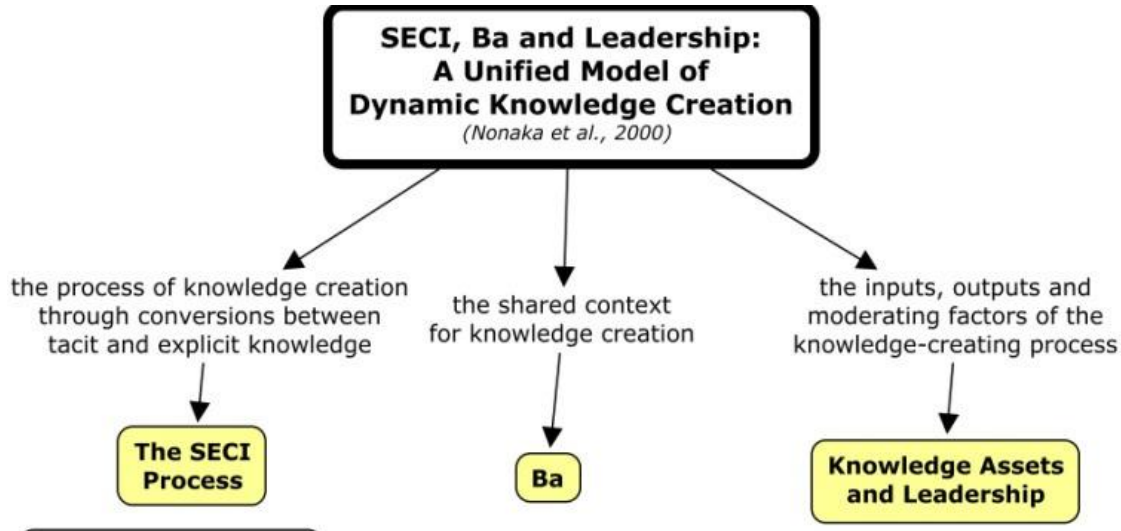 SECI, Ba and Leadership:
A Unified Model of
Dynamic Knowledge Creation
(Nonaka et al., 2000)
the process of knowledge creation
through conversions between
tacit and explicit knowledge
the shared context
for knowledge creation
the inputs, outputs and
moderating factors of the
knowledge-creating process
The SECI
Process
Ba
Knowledge Assets
and Leadership